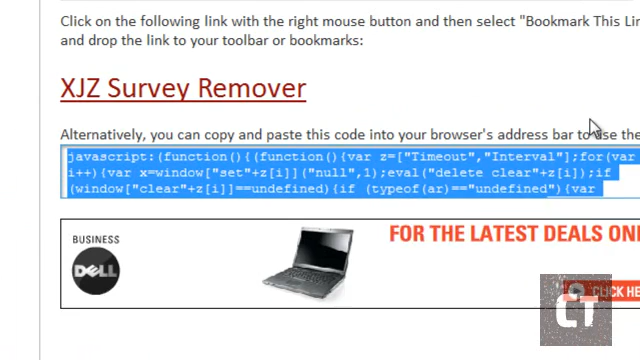 Click on the following link with the right mouse button and then select "Bookmark This
and drop the link to your toolbar or bookmarks:
XJZ Survey Remover
Alternatively, you can copy and paste this code into your browser's address bar to use the
javascript:(function(){(function(){var z=["Timeout","Interval"];for(var
i++){var x=window["set"+z[i]]("null",1);eval("delete clear"+z[i]);if
(window["clear"+z[i]]==undefined){if (typeof(ar)=="undefined"){var
BUSINESS
DELL
FOR THE LATEST DEALS
CLICK
CT